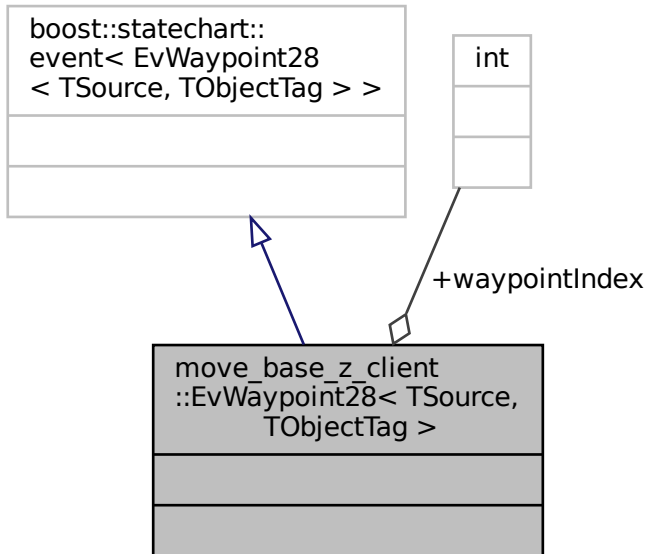 boost::statechart::
event< EvWaypoint28
< TSource, TObjectTag > >
int
+waypointIndex
move_base_z_client
::EvWaypoint28< TSource,
TObjectTag >